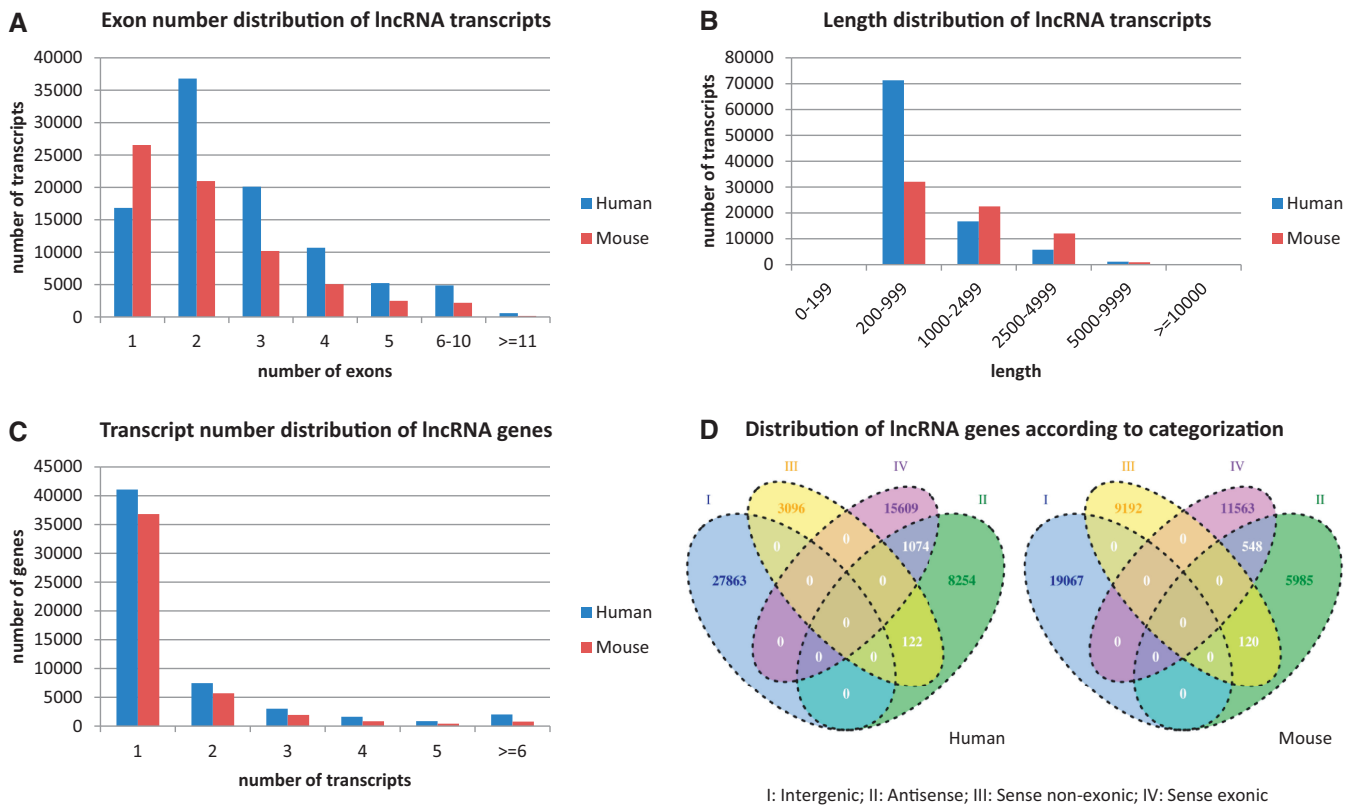 A
Exon number distribution of lncRNA transcripts
number of transcripts
40000
35000
30000
25000
20000
15000
10000
5000
0
1 2 3 4 5 6-10 >=11
number of exons
Human
Mouse
B
Length distribution of lncRNA transcripts
number of transcripts
80000
70000
60000
50000
40000
30000
20000
10000
0
0-199 200-999 1000-2499 2500-4999 5000-9999 >=10000
length
Human
Mouse
C
Transcript number distribution of lncRNA genes
number of genes
45000
40000
35000
30000
25000
20000
15000
10000
5000
0
1 2 3 4 5 >=6
number of transcripts
Human
Mouse
D
Distribution of lncRNA genes according to categorization
III IV
I II
3096 15609
0
0 1074
27863 0 0 8254
0
0 122
0 0
0
Human
III IV
I II
9192 11563
0
0 548
19067 0 0 5985
0
0 120
0 0
0
Mouse
I: Intergenic; II: Antisense; III: Sense non-exonic; IV: Sense exonic